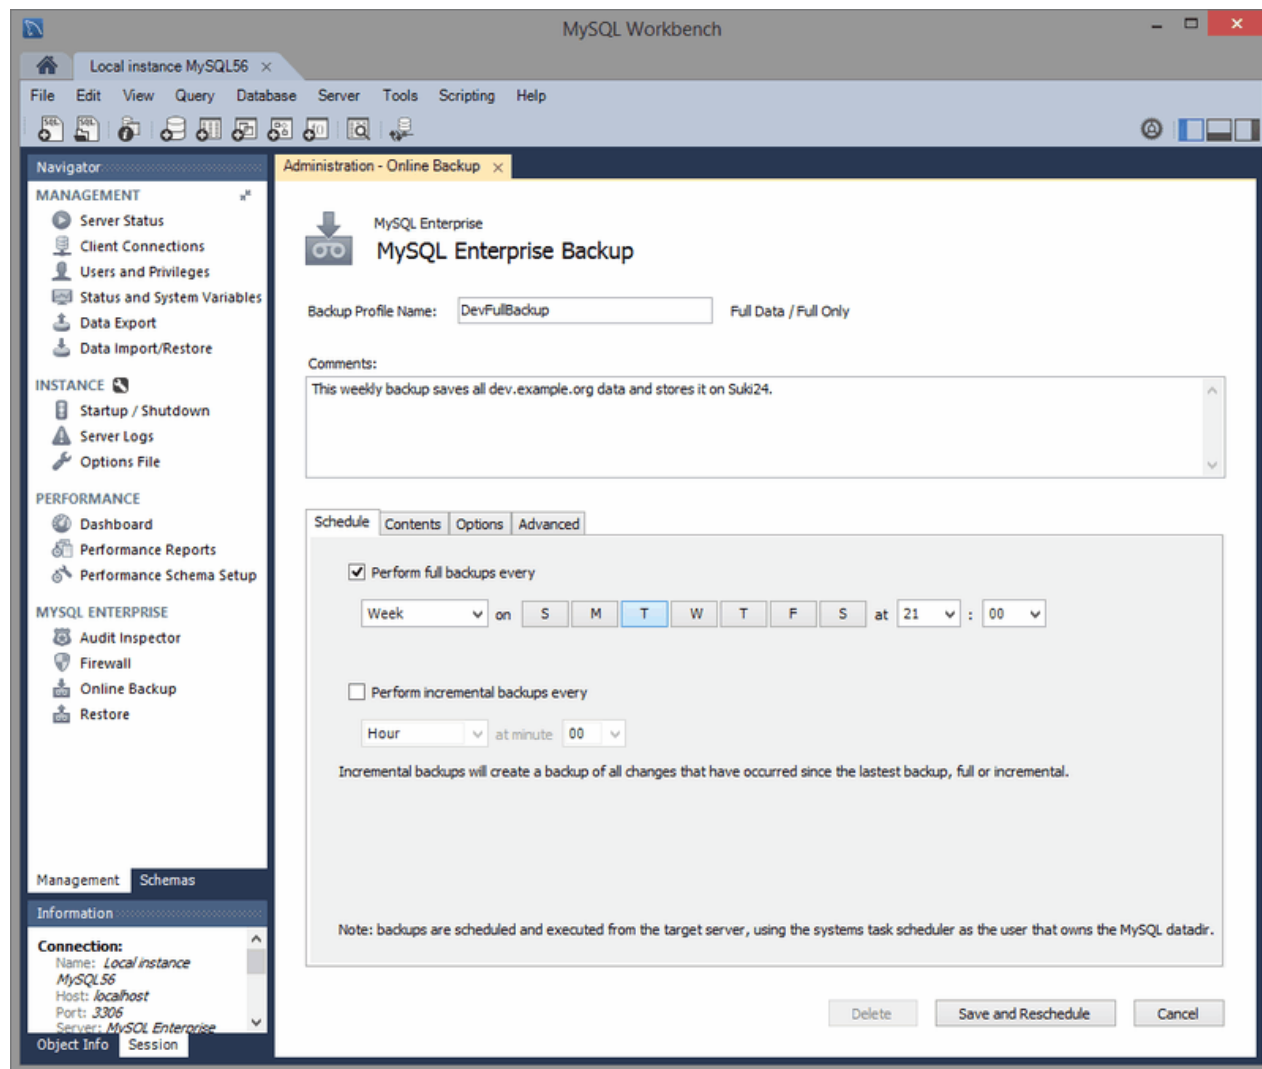 MySQL Workbench
Local instance MySQL56
File Edit View Query Database Server Tools Scripting Help
Navigator
MANAGEMENT
Server Status
Client Connections
Users and Privileges
Status and System Variables
Data Export
Data Import/Restore
INSTANCE
Startup / Shutdown
Server Logs
Options File
PERFORMANCE
Dashboard
Performance Reports
Performance Schema Setup
MYSQL ENTERPRISE
Audit Inspector
Firewall
Online Backup
Restore
Management Schemas
Information
Connection:
Name: Local instance
MySQL56
Host: localhost
Port: 3306
Server: MySQL Enterprise
Object Info Session
Administration - Online Backup
MySQL Enterprise
MySQL Enterprise Backup
Backup Profile Name: DevFullBackup Full Data / Full Only
Comments:
This weekly backup saves all dev.example.org data and stores it on Suki24.
Schedule Contents Options Advanced
Perform full backups every
Week on S M T W T F S at 21 : 00
Perform incremental backups every
Hour at minute 00
Incremental backups will create a backup of all changes that have occurred since the lastest backup, full or incremental.
Note: backups are scheduled and executed from the target server, using the systems task scheduler as the user that owns the MySQL datadir.
Delete Save and Reschedule Cancel